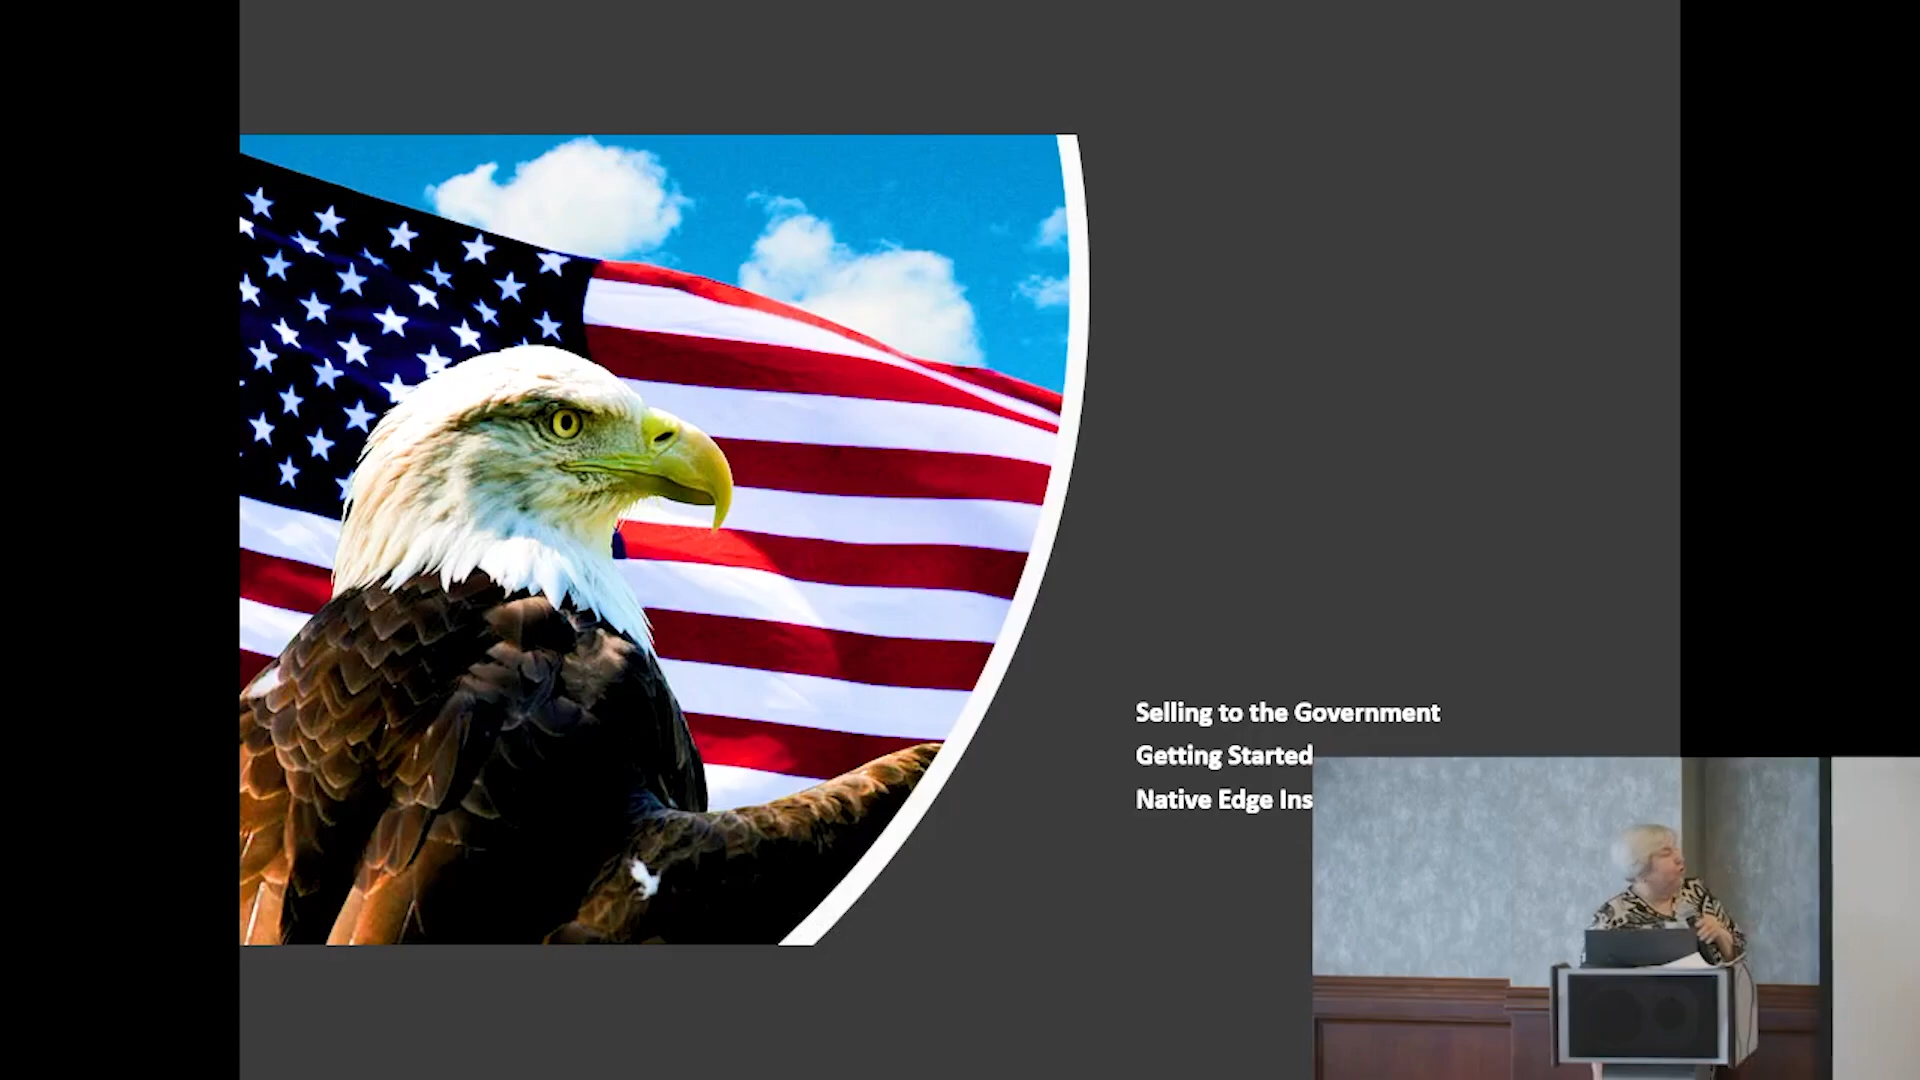 Selling to the Government
Getting Started
Native Edge Ins